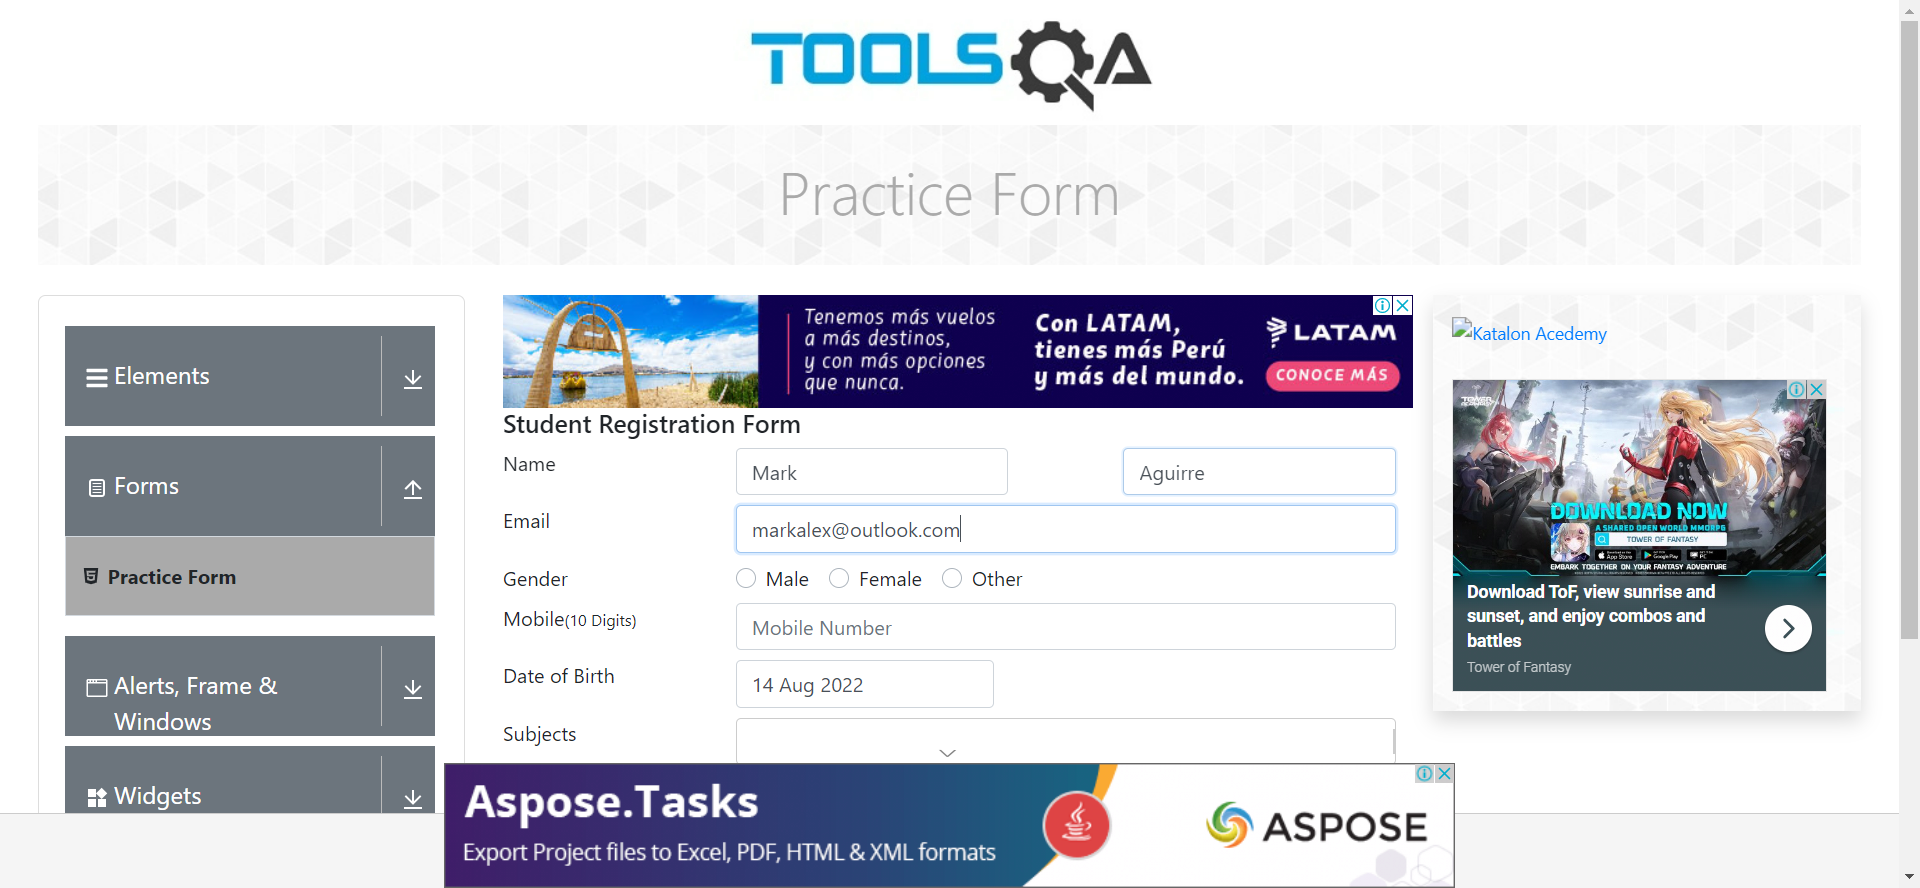 TOOLSQA
Practice Form
Elements
Forms
Practice Form
Alerts, Frame &
Windows
Widgets
Tenemos más vuelos
a más destinos,
y con más opciones
que nunca.
Con LATAM,
tienes más Perú
y más del mundo.
LATAM
CONOCE MÁS
Student Registration Form
Name
Mark
Aguirre
Email
markalex@outlook.com
Gender
Male
Female
Other
Mobile(10 Digits)
Mobile Number
Date of Birth
14 Aug 2022
Subjects
Katalon Acedemy
DOWNLOAD NOW
A SHARED OPEN WORLD MMORPG
TOWER OF FANTASY
App Store
Google Play
PC
EMBARK TOGETHER ON YOUR FANTASY ADVENTURE
Download ToF, view sunrise and
sunset, and enjoy combos and
battles
Tower of Fantasy
Aspose.Tasks
Export Project files to Excel, PDF, HTML & XML formats
ASPOSE